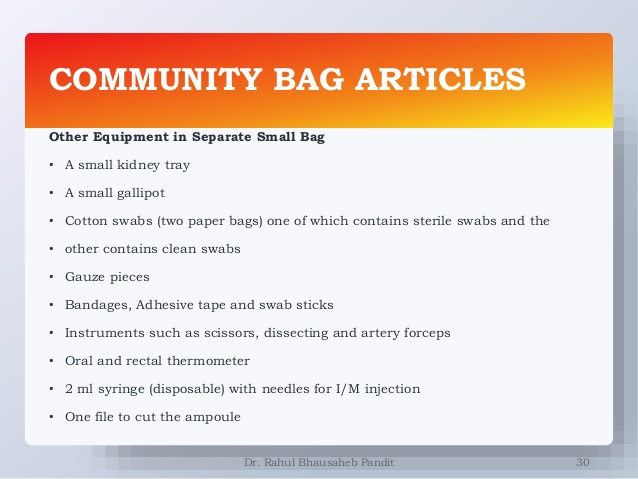 COMMUNITY BAG ARTICLES
Other Equipment in Separate Small Bag
• A small kidney tray
• A small gallipot
• Cotton swabs (two paper bags) one of which contains sterile swabs and the
• other contains clean swabs
• Gauze pieces
• Bandages, Adhesive tape and swab sticks
• Instruments such as scissors, dissecting and artery forceps
• Oral and rectal thermometer
• 2 ml syringe (disposable) with needles for I/M injection
• One file to cut the ampoule
Dr. Rahul Bhausaheb Pandit 30